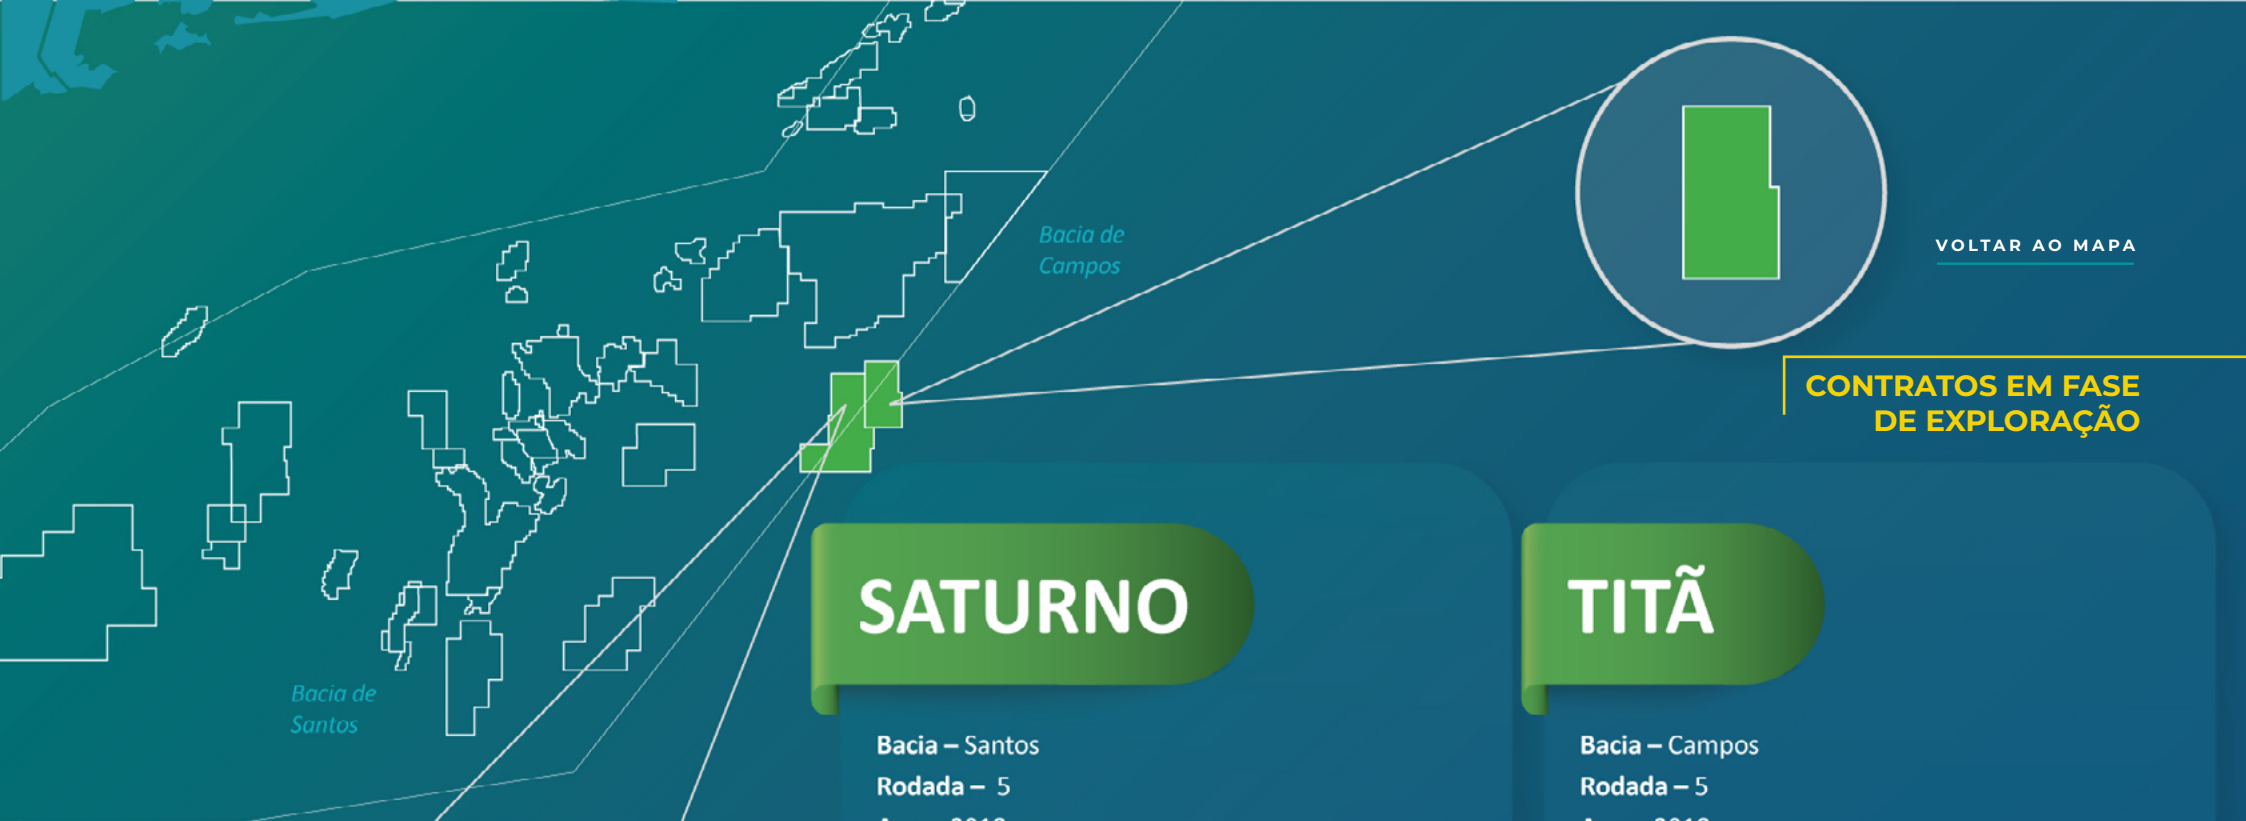 Bacia de
Campos
VOLTAR AO MAPA
CONTRATOS EM FASE
DE EXPLORAÇÃO
SATURNO
TITÃ
Bacia de
Santos
Bacia – Santos
Rodada – 5
Bacia – Campos
Rodada – 5